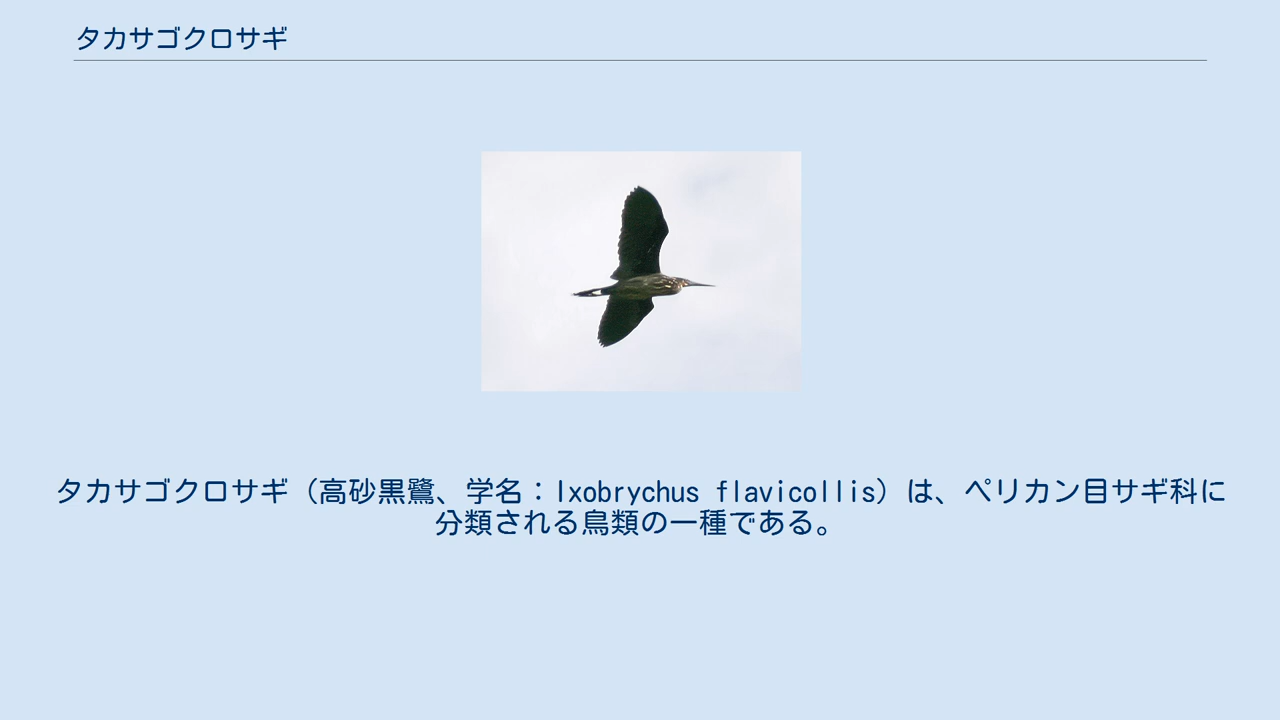 タカサゴクロサギ
タカサゴクロサギ（高砂黒鷺、学名：Ixobrychus flavicollis）は、ペリカン目サギ科に
分類される鳥類の一種である。